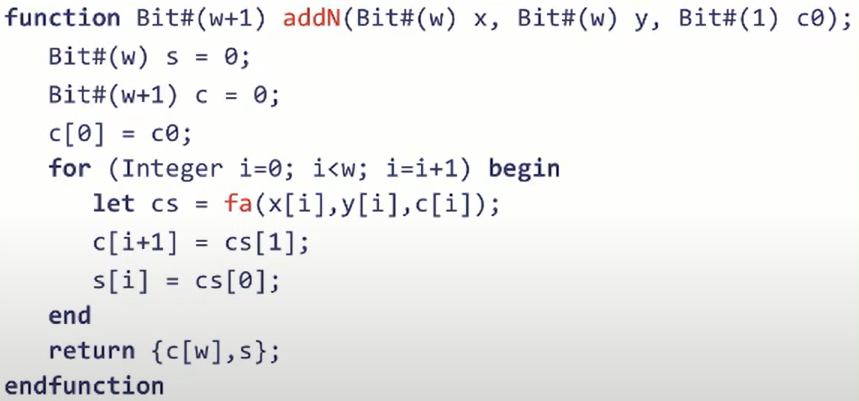 function Bit#(w+1) addN(Bit#(w) x, Bit#(w) y, Bit#(1) c0);
Bit#(w) s = 0;
Bit#(w+1) c = 0;
c[0] = c0;
for (Integer i=0; i<w; i=i+1) begin
let cs = fa(x[i],y[i],c[i]);
c[i+1] = cs[1];
s[i] = cs[0];
end
return {c[w],s};
endfunction